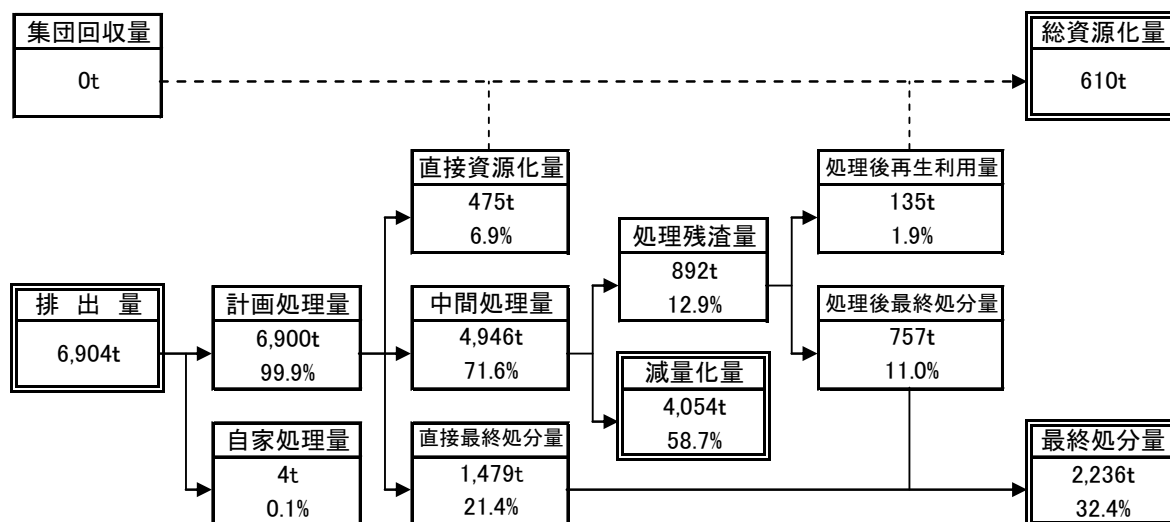 集団回収量
0t
総資源化量
610t
直接資源化量
475t
6.9%
処理後再生利用量
135t
1.9%
処理残渣量
892t
12.9%
排 出 量
6,904t
計画処理量
6,900t
99.9%
中間処理量
4,946t
71.6%
処理後最終処分量
757t
11.0%
減量化量
4,054t
58.7%
自家処理量
4t
0.1%
直接最終処分量
1,479t
21.4%
最終処分量
2,236t
32.4%